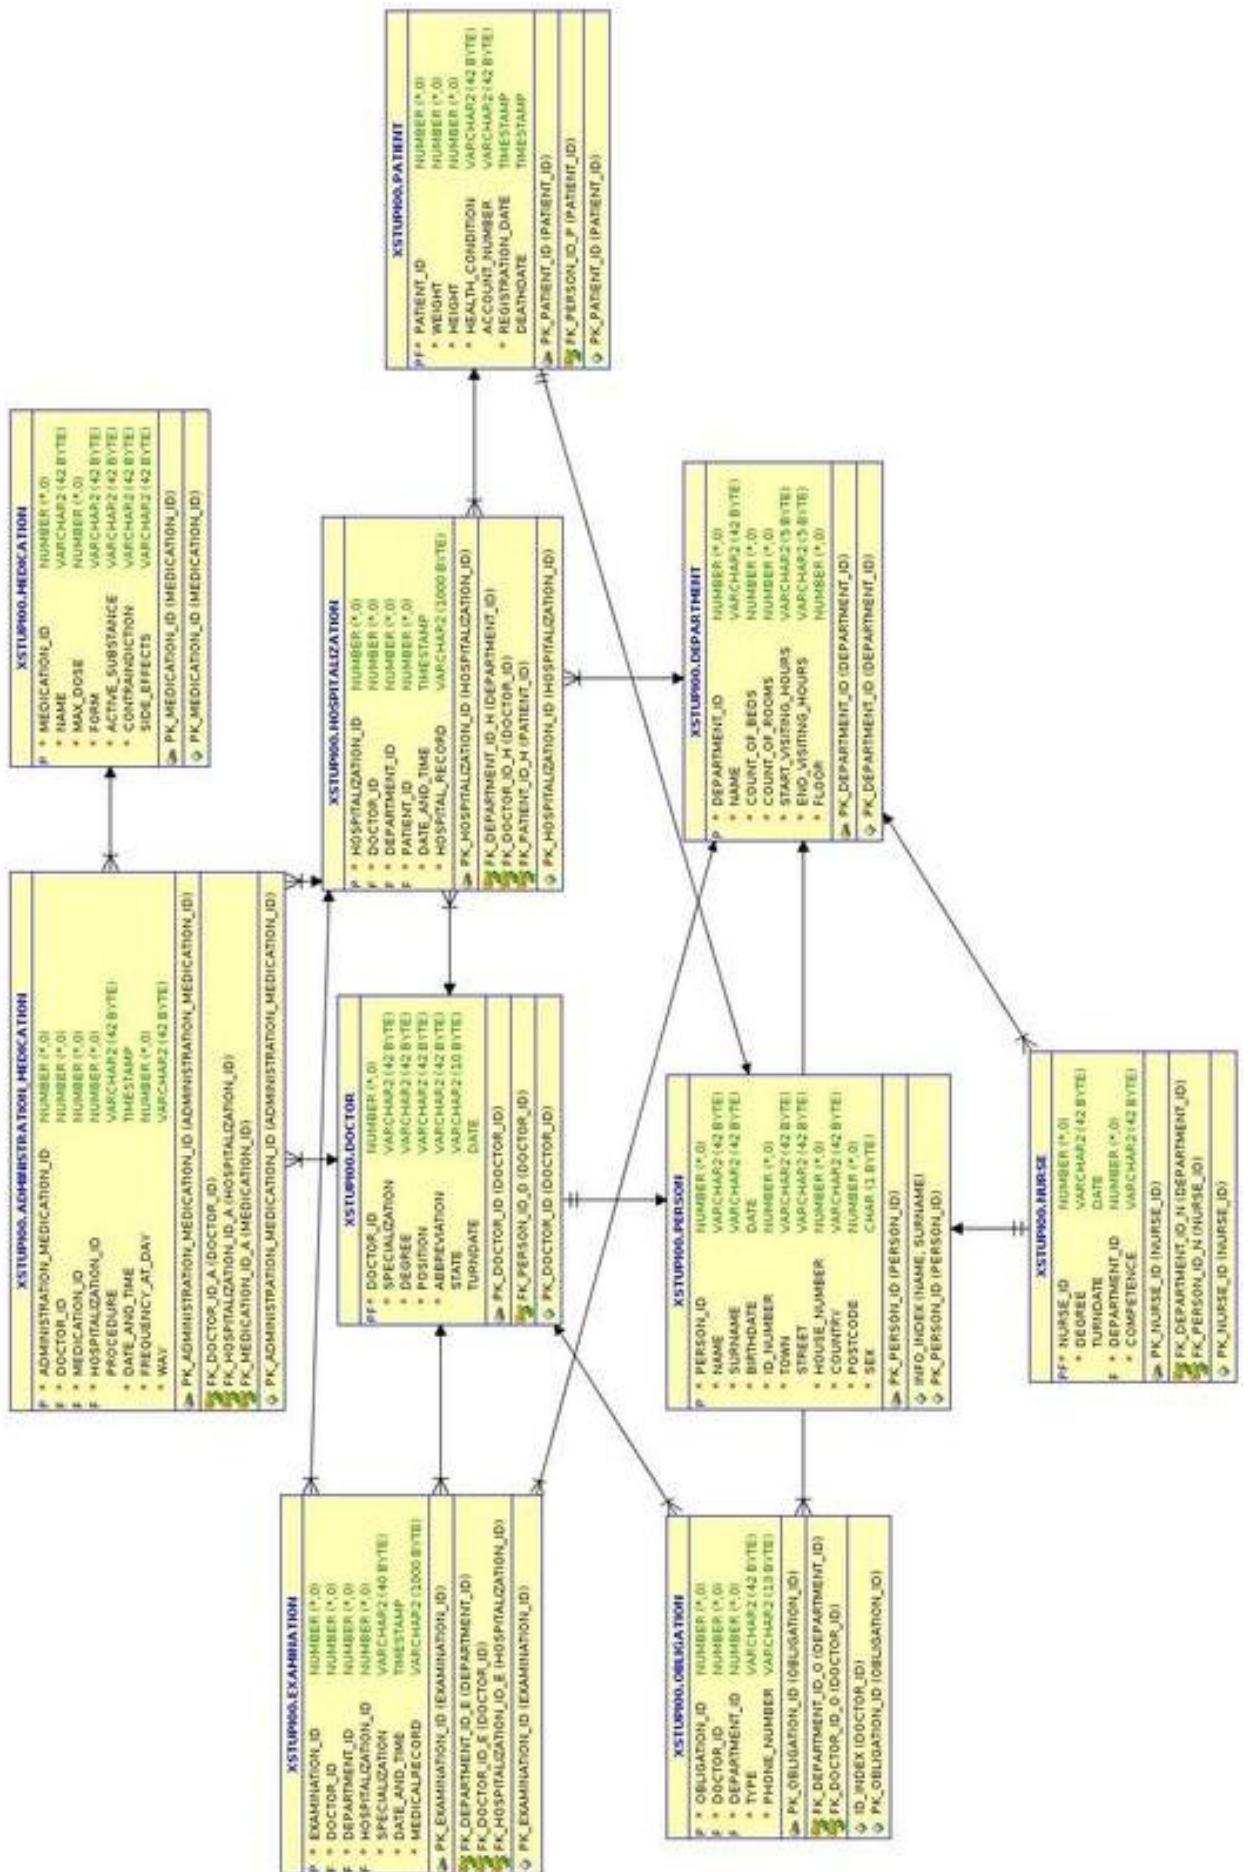 XSTUPI00.MEDICATION
P * MEDICATION_ID NUMBER (*,0)
* NAME VARCHAR2 (42 BYTE)
* MAX_DOSE NUMBER (*,0)
* FORM VARCHAR2 (42 BYTE)
* ACTIVE_SUBSTANCE VARCHAR2 (42 BYTE)
* CONTRAINDICTION VARCHAR2 (42 BYTE)
SIDE_EFFECTS VARCHAR2 (42 BYTE)
PK_MEDICATION_ID (MEDICATION_ID)
PK_MEDICATION_ID (MEDICATION_ID)
XSTUPI00.PATIENT
PF* PATIENT_ID NUMBER (*,0)
* WEIGHT NUMBER (*,0)
* HEIGHT NUMBER (*,0)
* HEALTH_CONDITION VARCHAR2 (42 BYTE)
ACCOUNT_NUMBER VARCHAR2 (42 BYTE)
* REGISTRATION_DATE TIMESTAMP
DEATHDATE TIMESTAMP
PK_PATIENT_ID (PATIENT_ID)
FK_PERSON_ID_P (PATIENT_ID)
PK_PATIENT_ID (PATIENT_ID)
XSTUPI00.ADMINISTRATION_MEDICATION
P * ADMINISTRATION_MEDICATION_ID NUMBER (*,0)
F * DOCTOR_ID NUMBER (*,0)
F * MEDICATION_ID NUMBER (*,0)
F * HOSPITALIZATION_ID NUMBER (*,0)
PROCEDURE VARCHAR2 (42 BYTE)
* DATE_AND_TIME TIMESTAMP
* FREQUENCY_AT_DAY NUMBER (*,0)
* WAY VARCHAR2 (42 BYTE)
PK_ADMINISTRATION_MEDICATION_ID (ADMINISTRATION_MEDICATION_ID)
FK_DOCTOR_ID_A (DOCTOR_ID)
FK_HOSPITALIZATION_ID_A (HOSPITALIZATION_ID)
FK_MEDICATION_ID_A (MEDICATION_ID)
PK_ADMINISTRATION_MEDICATION_ID (ADMINISTRATION_MEDICATION_ID)
XSTUPI00.HOSPITALIZATION
P * HOSPITALIZATION_ID NUMBER (*,0)
F * DOCTOR_ID NUMBER (*,0)
F * DEPARTMENT_ID NUMBER (*,0)
F * PATIENT_ID NUMBER (*,0)
* DATE_AND_TIME TIMESTAMP
* HOSPITAL_RECORD VARCHAR2 (1000 BYTE)
PK_HOSPITALIZATION_ID (HOSPITALIZATION_ID)
FK_DEPARTMENT_ID_H (DEPARTMENT_ID)
FK_DOCTOR_ID_H (DOCTOR_ID)
FK_PATIENT_ID_H (PATIENT_ID)
PK_HOSPITALIZATION_ID (HOSPITALIZATION_ID)
XSTUPI00.DOCTOR
PF* DOCTOR_ID NUMBER (*,0)
* SPECIALIZATION VARCHAR2 (42 BYTE)
* DEGREE VARCHAR2 (42 BYTE)
* POSITION VARCHAR2 (42 BYTE)
* ABBREVIATION VARCHAR2 (42 BYTE)
STATE VARCHAR2 (10 BYTE)
TURNDATE DATE
PK_DOCTOR_ID (DOCTOR_ID)
FK_PERSON_ID_D (DOCTOR_ID)
PK_DOCTOR_ID (DOCTOR_ID)
XSTUPI00.DEPARTMENT
P * DEPARTMENT_ID NUMBER (*,0)
* NAME VARCHAR2 (42 BYTE)
* COUNT_OF_BEDS NUMBER (*,0)
* COUNT_OF_ROOMS NUMBER (*,0)
* START_VISITING_HOURS VARCHAR2 (5 BYTE)
* END_VISITING_HOURS VARCHAR2 (5 BYTE)
* FLOOR NUMBER (*,0)
PK_DEPARTMENT_ID (DEPARTMENT_ID)
PK_DEPARTMENT_ID (DEPARTMENT_ID)
XSTUPI00.EXAMINATION
P * EXAMINATION_ID NUMBER (*,0)
F * DOCTOR_ID NUMBER (*,0)
F * DEPARTMENT_ID NUMBER (*,0)
F * HOSPITALIZATION_ID NUMBER (*,0)
* SPECIALIZATION VARCHAR2 (40 BYTE)
* DATE_AND_TIME TIMESTAMP
* MEDICALRECORD VARCHAR2 (1000 BYTE)
PK_EXAMINATION_ID (EXAMINATION_ID)
FK_DEPARTMENT_ID_E (DEPARTMENT_ID)
FK_DOCTOR_ID_E (DOCTOR_ID)
FK_HOSPITALIZATION_ID_E (HOSPITALIZATION_ID)
PK_EXAMINATION_ID (EXAMINATION_ID)
XSTUPI00.PERSON
P * PERSON_ID NUMBER (*,0)
* NAME VARCHAR2 (42 BYTE)
* SURNAME VARCHAR2 (42 BYTE)
* BIRTHDATE DATE
* ID_NUMBER NUMBER (*,0)
* TOWN VARCHAR2 (42 BYTE)
* STREET VARCHAR2 (42 BYTE)
* HOUSE_NUMBER NUMBER (*,0)
* COUNTRY VARCHAR2 (42 BYTE)
* POSTCODE NUMBER (*,0)
* SEX CHAR (1 BYTE)
PK_PERSON_ID (PERSON_ID)
INFO_INDEX (NAME, SURNAME)
PK_PERSON_ID (PERSON_ID)
XSTUPI00.OBLIGATION
P * OBLIGATION_ID NUMBER (*,0)
F * DOCTOR_ID NUMBER (*,0)
F * DEPARTMENT_ID NUMBER (*,0)
* TYPE VARCHAR2 (42 BYTE)
* PHONE_NUMBER VARCHAR2 (13 BYTE)
PK_OBLIGATION_ID (OBLIGATION_ID)
FK_DEPARTMENT_ID_O (DEPARTMENT_ID)
FK_DOCTOR_ID_O (DOCTOR_ID)
ID_INDEX (DOCTOR_ID)
PK_OBLIGATION_ID (OBLIGATION_ID)
XSTUPI00.NURSE
PF* NURSE_ID NUMBER (*,0)
* DEGREE VARCHAR2 (42 BYTE)
TURNDATE DATE
F * DEPARTMENT_ID NUMBER (*,0)
* COMPETENCE VARCHAR2 (42 BYTE)
PK_NURSE_ID (NURSE_ID)
FK_DEPARTMENT_ID_N (DEPARTMENT_ID)
FK_PERSON_ID_N (NURSE_ID)
PK_NURSE_ID (NURSE_ID)